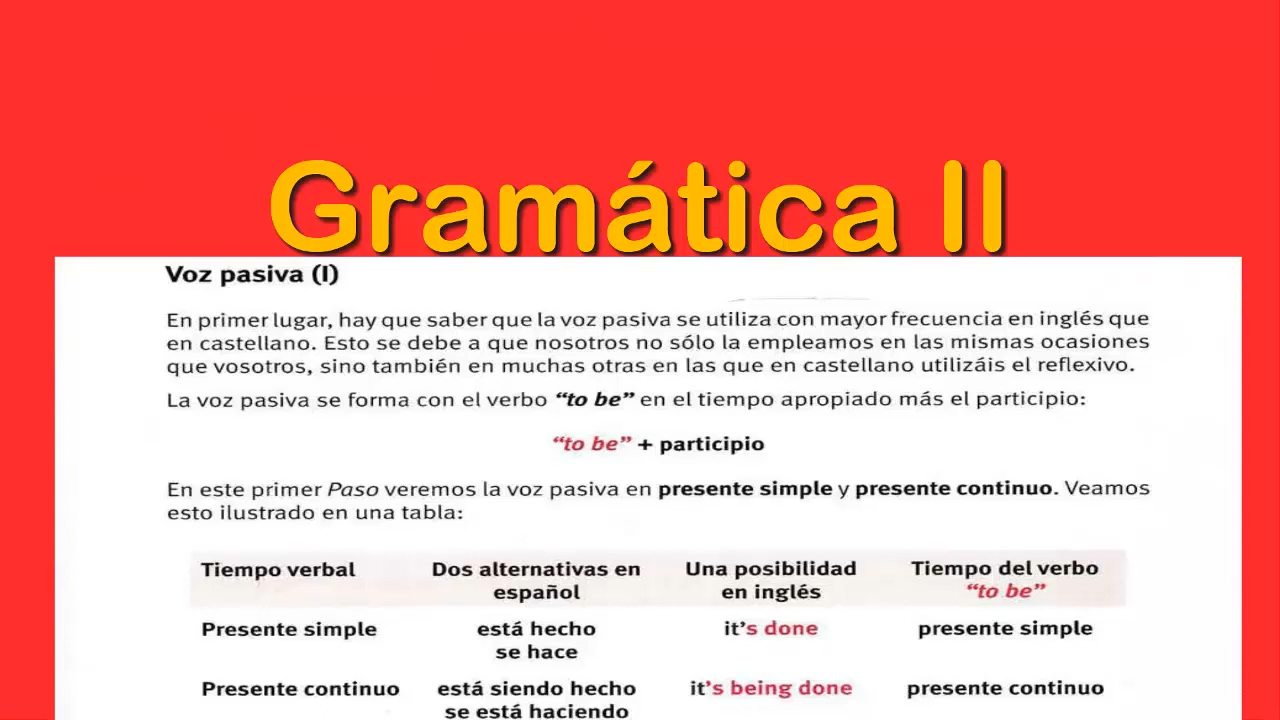 Gramática II
Voz pasiva (I)
En primer lugar, hay que saber que la voz pasiva se utiliza con mayor frecuencia en inglés que
en castellano. Esto se debe a que nosotros no sólo la empleamos en las mismas ocasiones
que vosotros, sino también en muchas otras en las que en castellano utilizáis el reflexivo.
La voz pasiva se forma con el verbo “to be” en el tiempo apropiado más el participio:
“to be” + participio
En este primer Paso veremos la voz pasiva en presente simple y presente continuo. Veamos
esto ilustrado en una tabla:
Tiempo verbal Dos alternativas en Una posibilidad Tiempo del verbo
español en inglés “to be”
Presente simple está hecho it’s done presente simple
se hace
Presente continuo está siendo hecho it’s being done presente continuo
se está haciendo